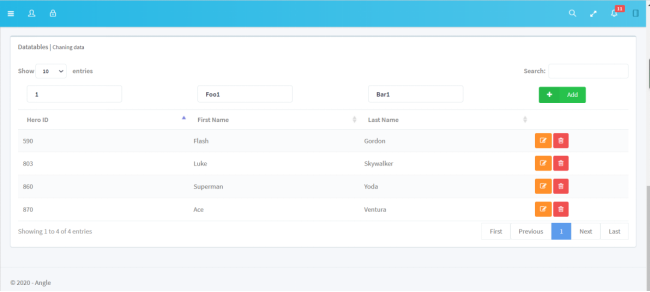 11
Datatables | Chaning data
Show 10 entries Search:
1 Foo1 Bar1 Add
Hero ID First Name Last Name
590 Flash Gordon
803 Luke Skywalker
860 Superman Yoda
870 Ace Ventura
Showing 1 to 4 of 4 entries First Previous 1 Next Last
© 2020 - Angle